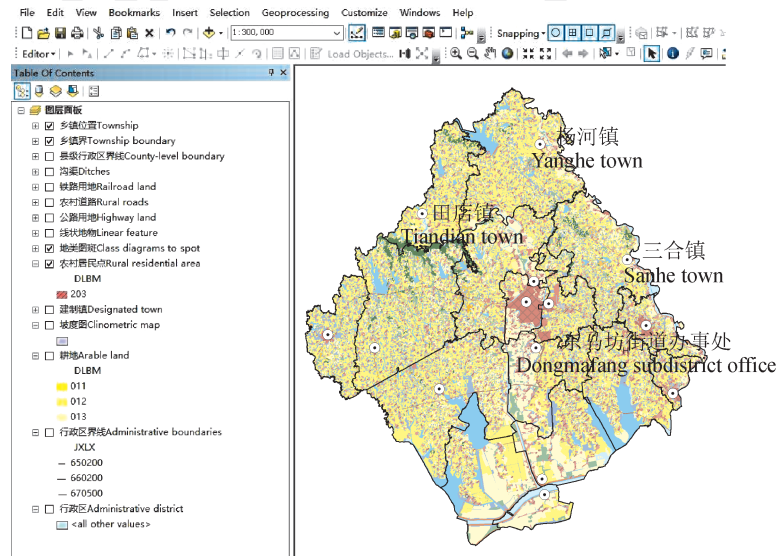 File Edit View Bookmarks Insert Selection Geoprocessing Customize Windows Help
1:300,000
Snapping
Editor
Load Objects...
Table Of Contents
图层面板
乡镇位置Township
乡镇界Township boundary
县级行政区界线County-level boundary
沟渠Ditches
铁路用地Railroad land
农村道路Rural roads
公路用地Highway land
线状地物Linear feature
地类图斑Class diagrams to spot
农村居民点Rural residential area
DLBM
203
建制镇Designated town
坡度图Clinometric map
耕地Arable land
DLBM
011
012
013
行政区界线Administrative boundaries
JXLX
650200
660200
670500
行政区Administrative district
<all other values>
杨河镇
Yanghe town
田店镇
Tiandian town
三合镇
Sanhe town
东马坊街道办事处
Dongmafang subdistrict office